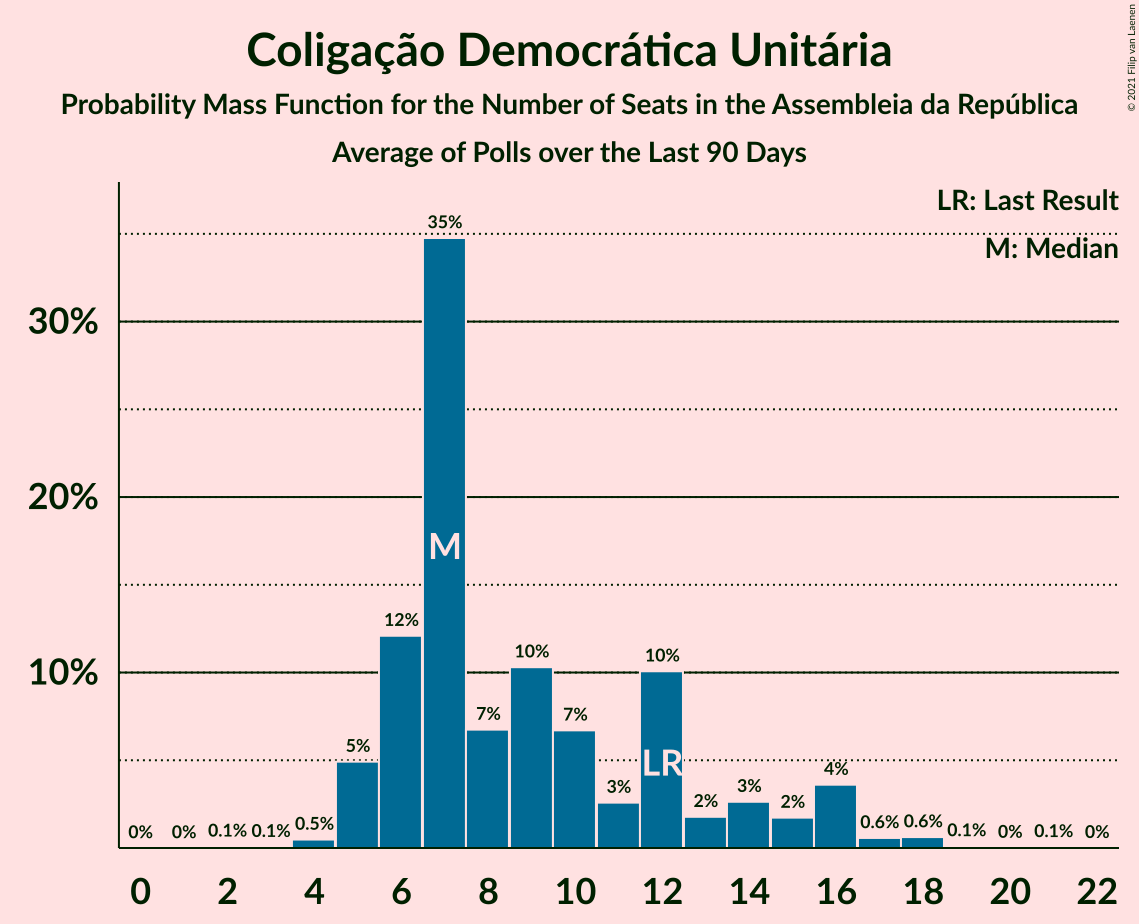 Coligação Democrática Unitária
Probability Mass Function for the Number of Seats in the Assembleia da República
Average of Polls over the Last 90 Days
© 2021 Filip van Laenen
LR: Last Result
M: Median
30%
20%
10%
0%
0%
0.1%
0.1%
0.5%
5%
12%
35%
7%
10%
7%
3%
10%
2%
3%
2%
4%
0.6%
0.6%
0.1%
0%
0.1%
0%
M
LR
0 2 4 6 8 10 12 14 16 18 20 22